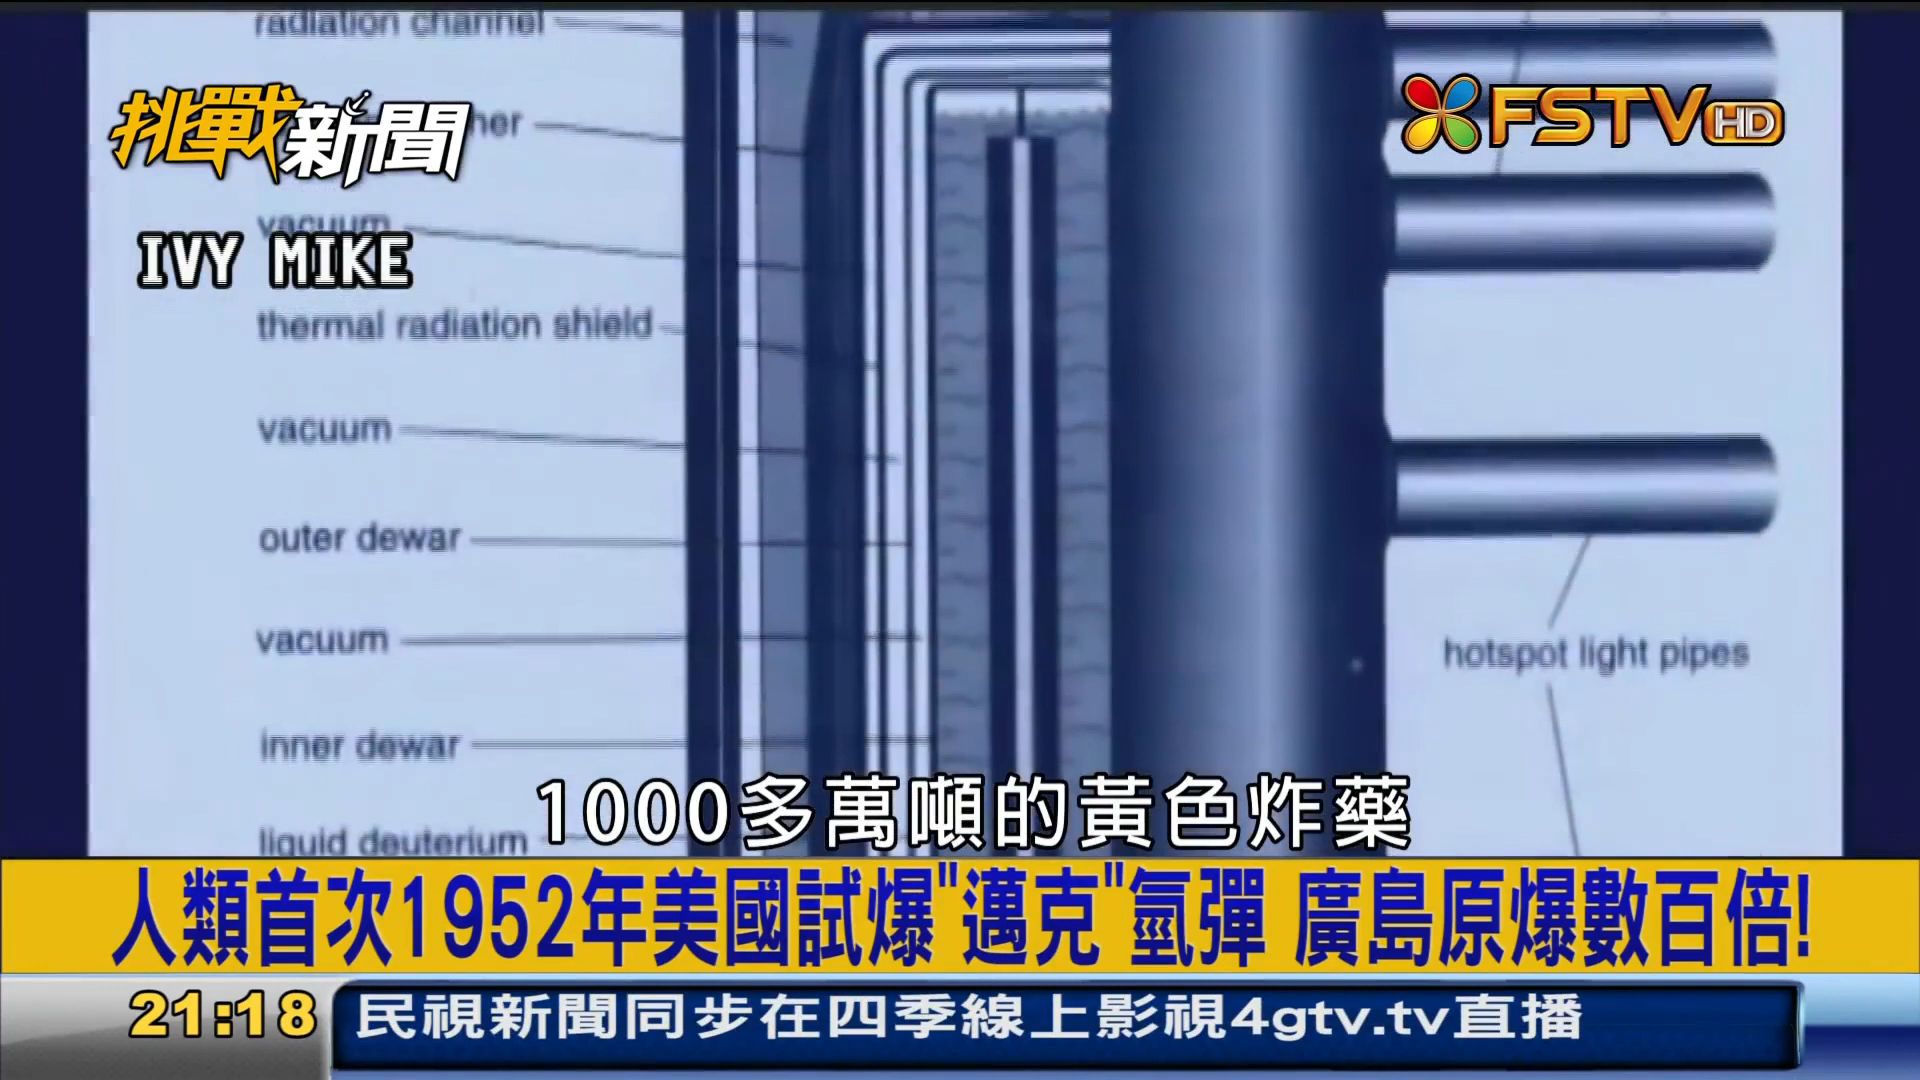 radiation channel
挑戰新聞
her
FSTV HD
vacuum
IVY MIKE
thermal radiation shield
vacuum
outer dewar
vacuum
hotspot light pipes
inner dewar
liquid deuterium
1000多萬噸的黃色炸藥
人類首次1952年美國試爆"邁克"氫彈 廣島原爆數百倍!
21:18 民視新聞同步在四季線上影視4gtv.tv直播